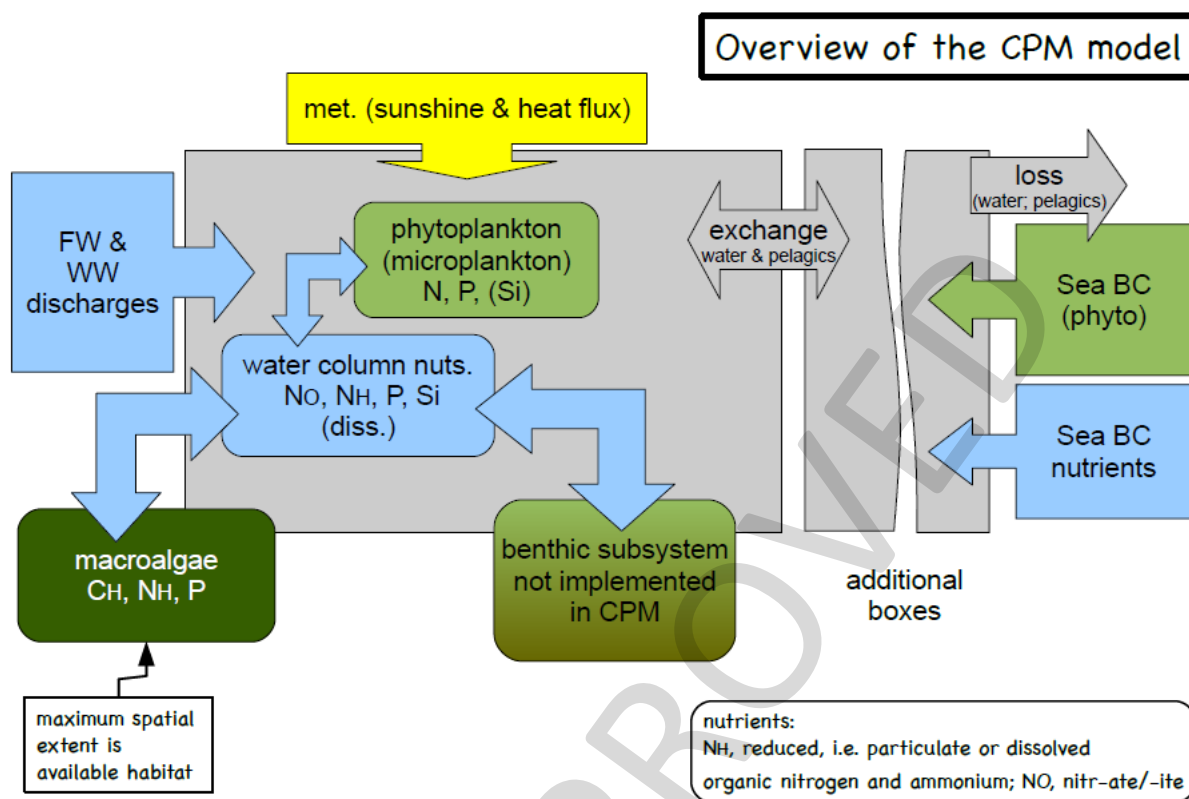 Overview of the CPM model
met. (sunshine & heat flux)
FW &
WW
discharges
phytoplankton
(microplankton)
N, P, (Si)
exchange
water & pelagics
loss
(water; pelagics)
Sea BC
(phyto)
water column nuts.
NO, NH, P, Si
(diss.)
Sea BC
nutrients
macroalgae
CH, NH, P
benthic subsystem
not implemented
in CPM
additional
boxes
maximum spatial
extent is
available habitat
nutrients:
NH, reduced, i.e. particulate or dissolved
organic nitrogen and ammonium; NO, nitr-ate/-ite
ROVED